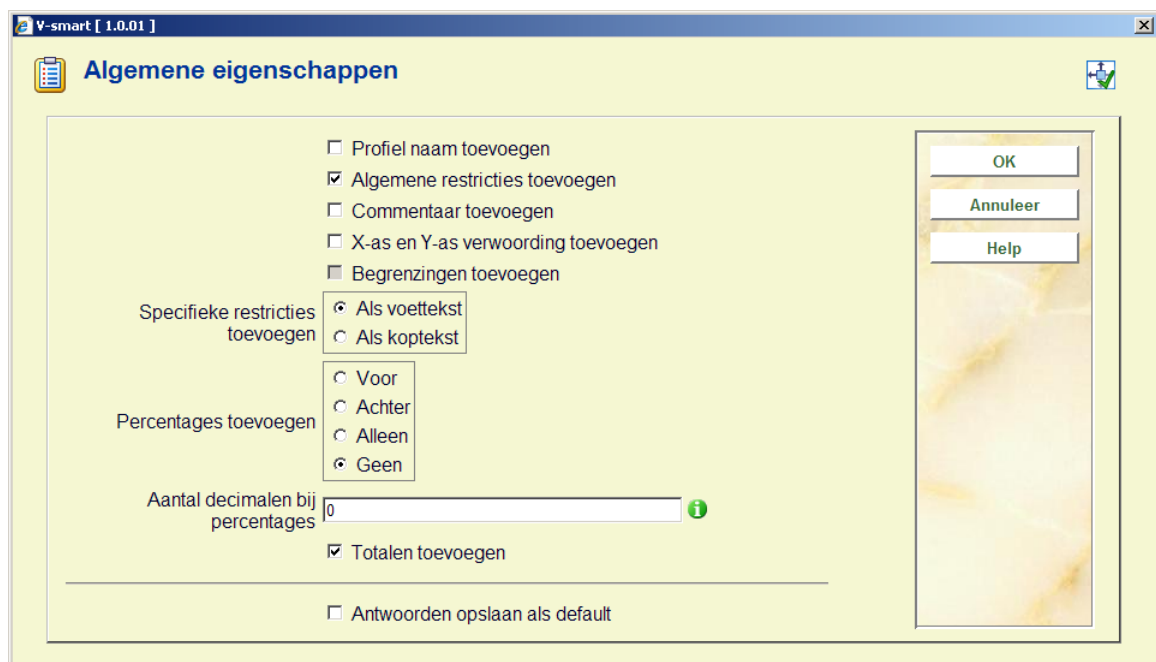 V-smart [ 1.0.01 ]
Algemene eigenschappen
Profiel naam toevoegen
Algemene restricties toevoegen
Commentaar toevoegen
X-as en Y-as verwoording toevoegen
Begrenzingen toevoegen
Specifieke restricties
toevoegen
Als voettekst
Als koptekst
Percentages toevoegen
Voor
Achter
Alleen
Geen
Aantal decimalen bij
percentages
0
Totalen toevoegen
Antwoorden opslaan als default
OK
Annuleer
Help